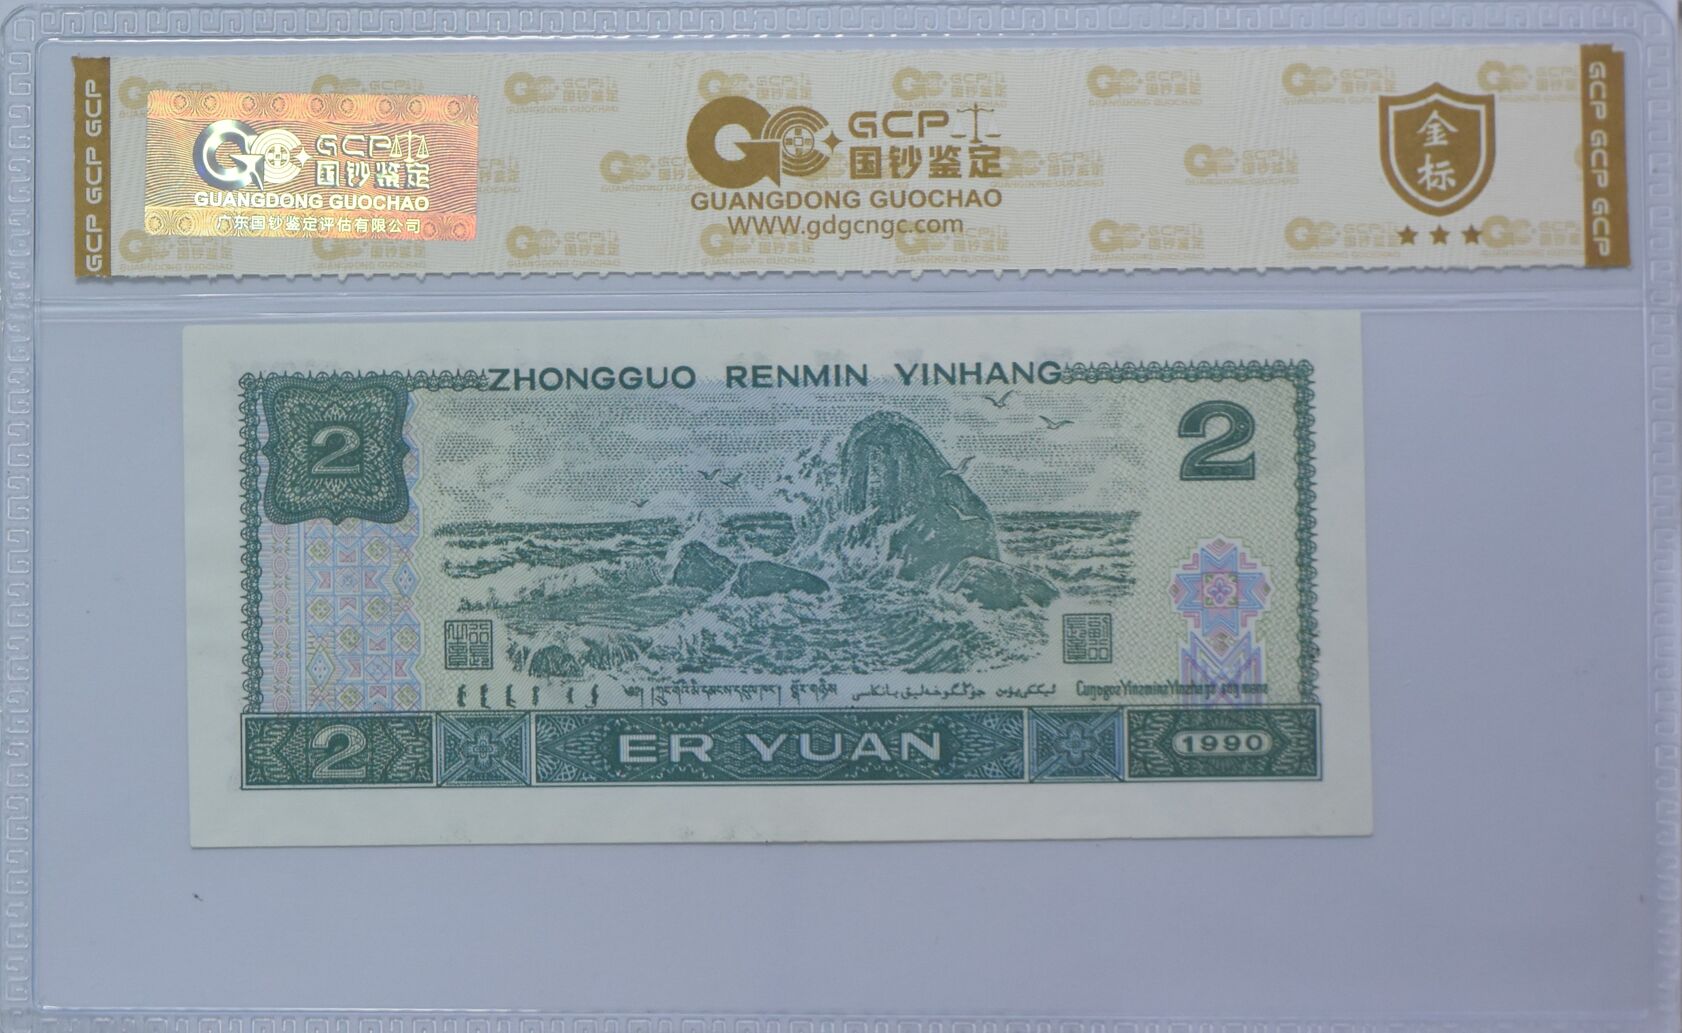 GCP GCP GCP
GCP
国钞鉴定
GUANGDONG GUOCHAO
广东国钞鉴定评估有限公司
GCP
国钞鉴定
GUANGDONG GUOCHAO
WWW.gdgcngc.com
金标
GCP GCP GCP
ZHONGGUO RENMIN YINHANG
2
2
2
ER YUAN
1990